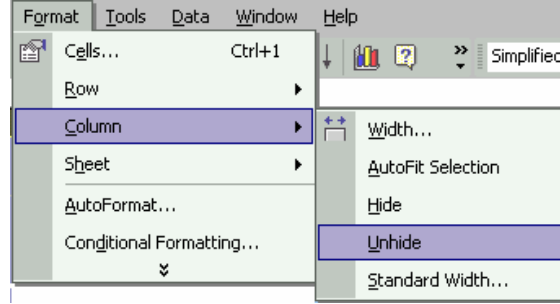 Format Tools Data Window Help
Cells... Ctrl+1
Simplified
Row
Column
Width...
Sheet
AutoFit Selection
AutoFormat...
Hide
Conditional Formatting...
Unhide
Standard Width...